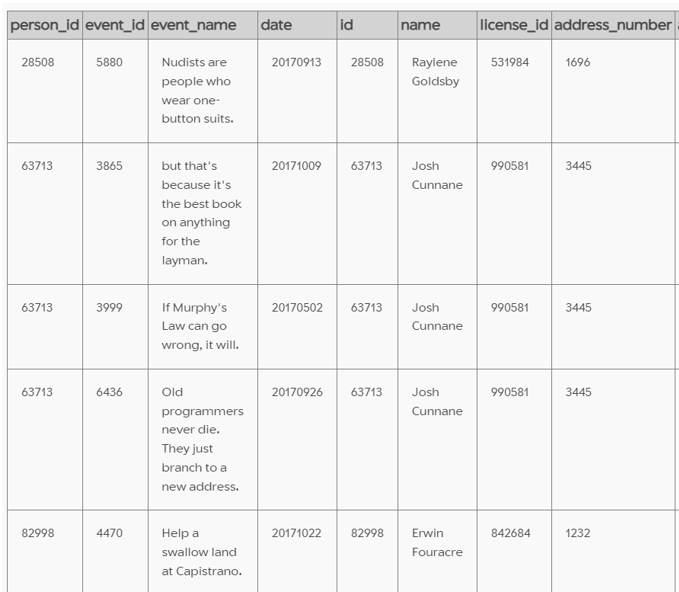 person_id event_id event_name date id name license_id address_number
28508 5880 Nudists are 20170913 28508 Raylene 531984 1696
people who Goldsby
wear one-
button suits.
63713 3865 but that's 20171009 63713 Josh 990581 3445
because it's Cunnane
the best book
on anything
for the
layman.
63713 3999 If Murphy's 20170502 63713 Josh 990581 3445
Law can go Cunnane
wrong, it will.
63713 6436 Old 20170926 63713 Josh 990581 3445
programmers Cunnane
never die.
They just
branch to a
new address.
82998 4470 Help a 20171022 82998 Erwin 842684 1232
swallow land Fouracre
at Capistrano.